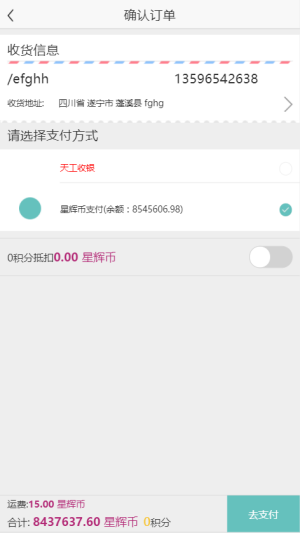 确认订单
收货信息
/efghh 13596542638
收货地址: 四川省 遂宁市 蓬溪县 fghg
请选择支付方式
天工收银
星辉币支付(余额：8545606.98)
0积分抵扣0.00 星辉币
运费:15.00 星辉币
合计: 8437637.60 星辉币 0积分
去支付